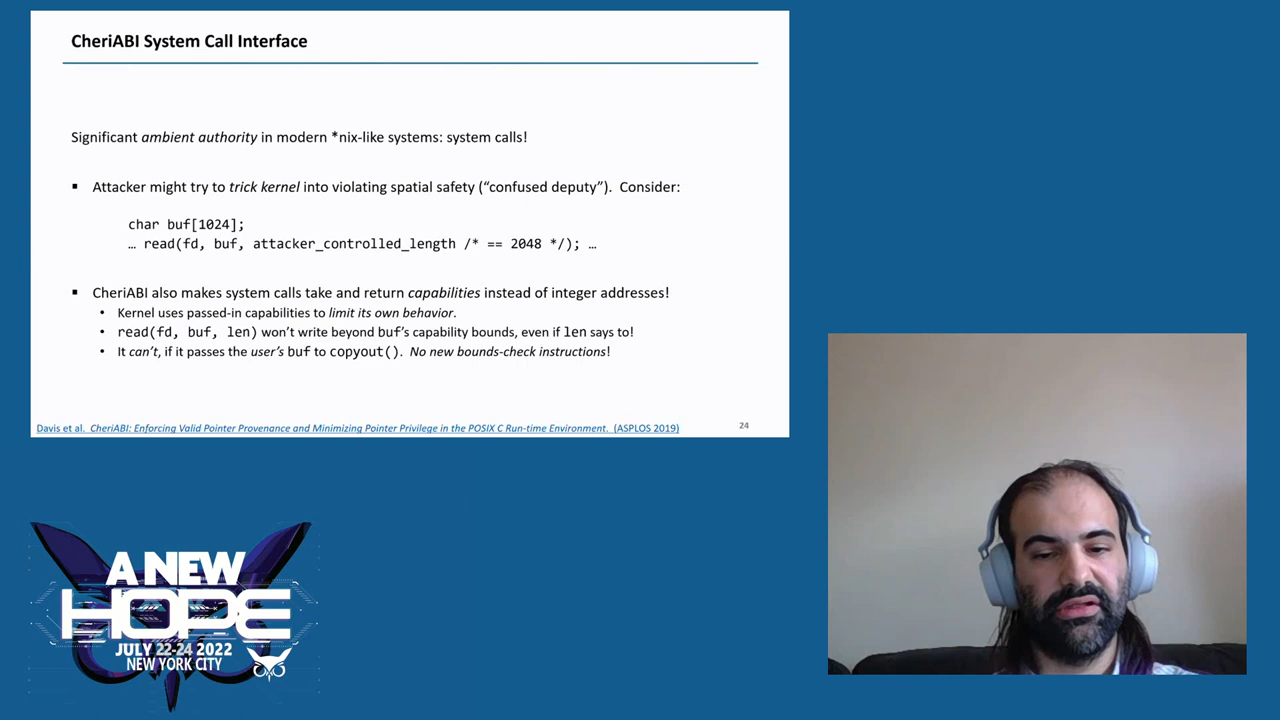 CheriABI System Call Interface
Significant ambient authority in modern *nix-like systems: system calls!
▪ Attacker might try to trick kernel into violating spatial safety (“confused deputy”). Consider:
char buf[1024];
… read(fd, buf, attacker_controlled_length /* == 2048 */); …
▪ CheriABI also makes system calls take and return capabilities instead of integer addresses!
• Kernel uses passed-in capabilities to limit its own behavior.
• read(fd, buf, len) won’t write beyond buf’s capability bounds, even if len says to!
• It can’t, if it passes the user’s buf to copyout(). No new bounds-check instructions!
Davis et al. CheriABI: Enforcing Valid Pointer Provenance and Minimizing Pointer Privilege in the POSIX C Run-time Environment. (ASPLOS 2019)
24
A NEW
HOPE
JULY 22-24 2022
NEW YORK CITY